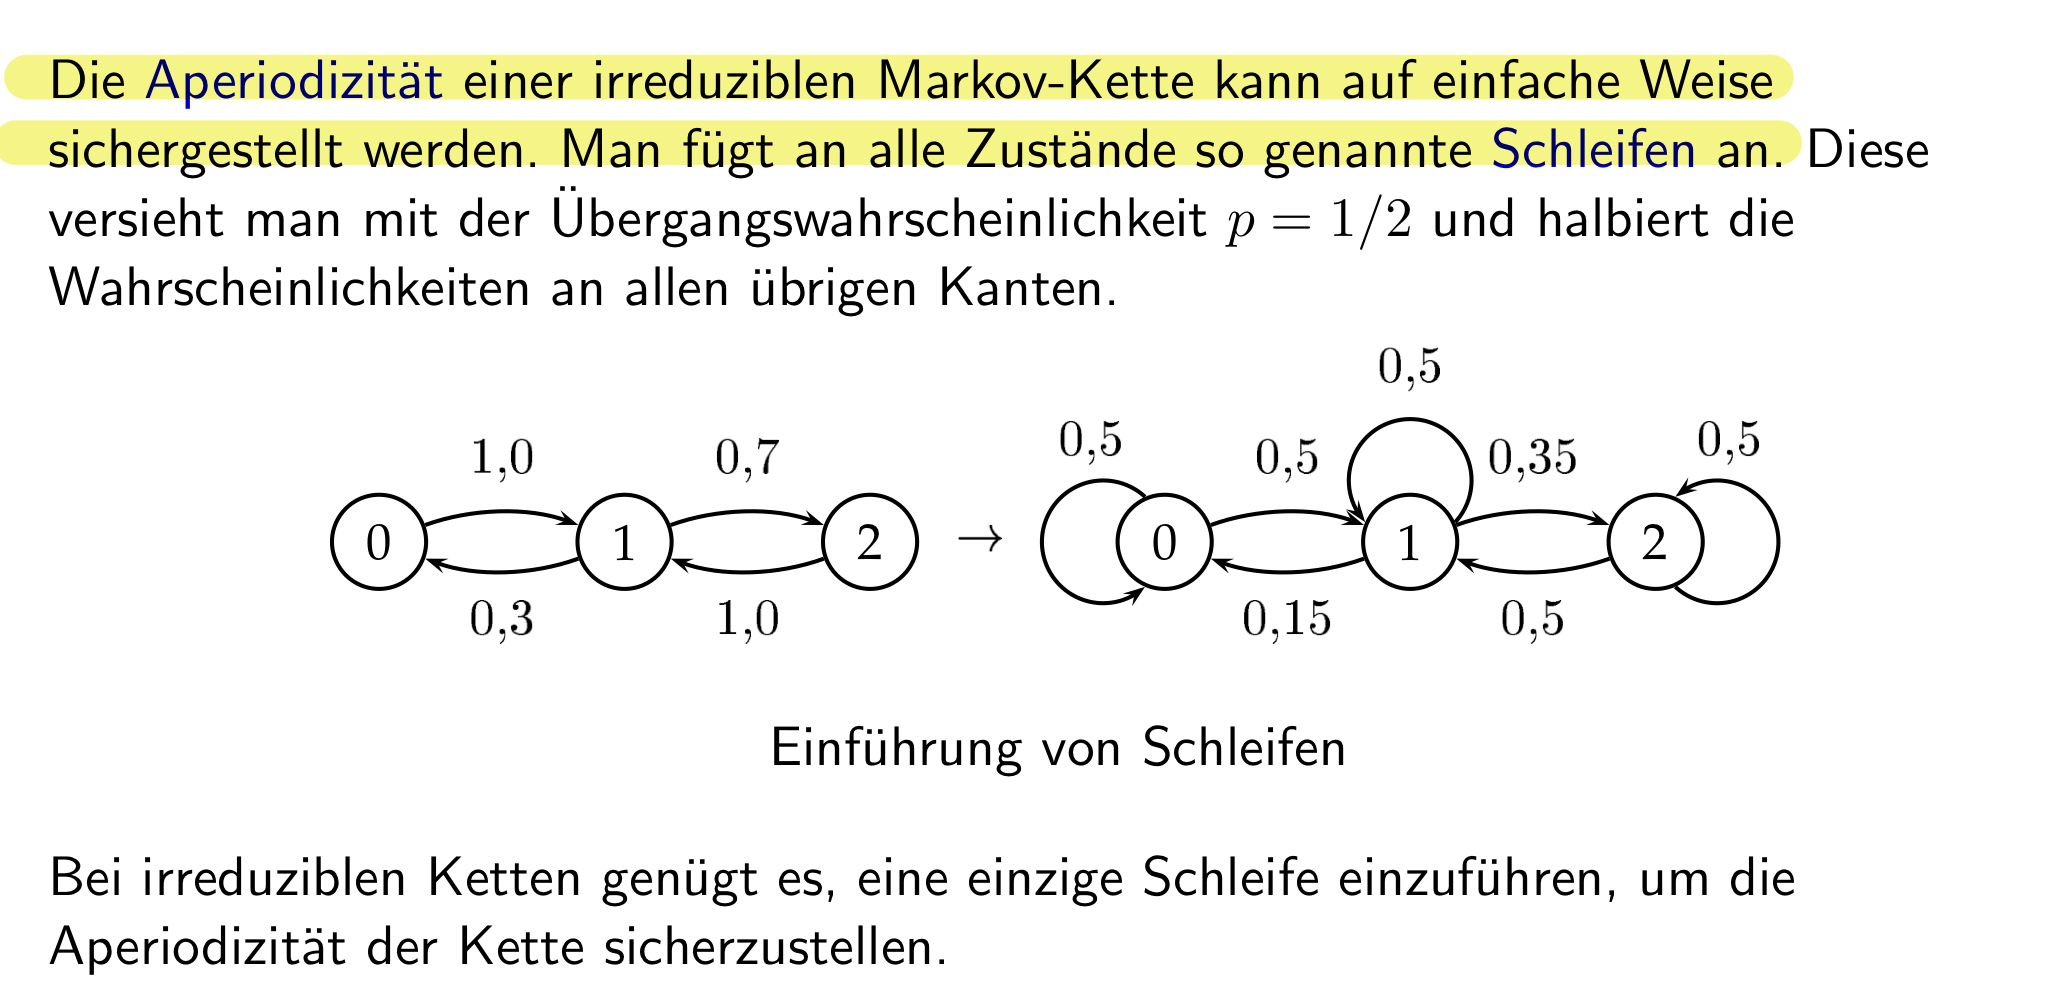 Die Aperiodizität einer irreduziblen Markov-Kette kann auf einfache Weise
sichergestellt werden. Man fügt an alle Zustände so genannte Schleifen an. Diese
versieht man mit der Übergangswahrscheinlichkeit p = 1/2 und halbiert die
Wahrscheinlichkeiten an allen übrigen Kanten.
0,5
0,5 0,5
1,0 0,7 0,5 0,35
0 1 2 → 0 1 2
0,3 1,0 0,15 0,5
Einführung von Schleifen
Bei irreduziblen Ketten genügt es, eine einzige Schleife einzuführen, um die
Aperiodizität der Kette sicherzustellen.